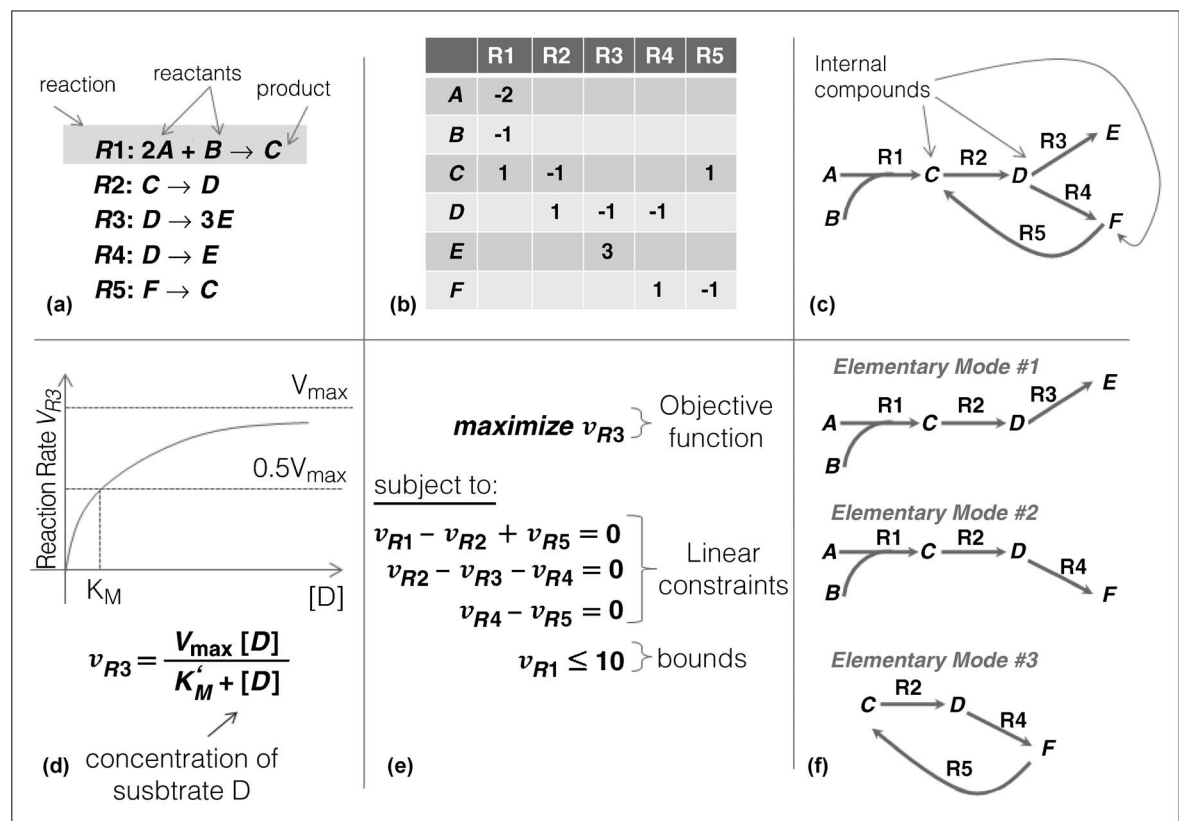 reaction
reactants
product
R1: 2A + B → C
R2: C → D
R3: D → 3E
R4: D → E
R5: F → C
(a)
R1 R2 R3 R4 R5
A -2
B -1
C 1 -1 1
D 1 -1 -1
E 3
F 1 -1
(b)
Internal
compounds
A R1 C R2 D R3 E
B R4 F
R5
(c)
Reaction Rate V_R3
V_max
0.5V_max
K_M [D]
v_R3 = V_max [D] / K'_M + [D]
concentration of
susbtrate D
(d)
maximize v_R3 } Objective
function
subject to:
v_R1 – v_R2 + v_R5 = 0
v_R2 – v_R3 – v_R4 = 0
v_R4 – v_R5 = 0
Linear
constraints
v_R1 ≤ 10 } bounds
(e)
Elementary Mode #1
A R1 C R2 D R3 E
B
Elementary Mode #2
A R1 C R2 D R4 F
B
Elementary Mode #3
C R2 D R4 F
R5
(f)